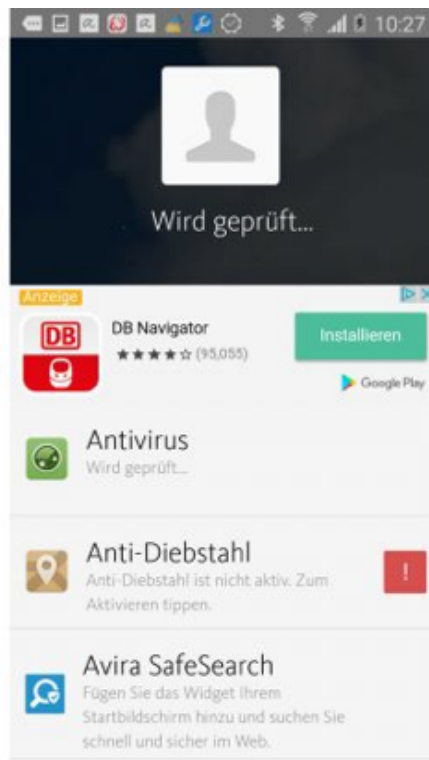 10:27
Wird geprüft...
Anzeige
DB
DB Navigator
(95,055)
Installieren
Google Play
Antivirus
Wird geprüft...
Anti-Diebstahl
Anti-Diebstahl ist nicht aktiv. Zum
Aktivieren tippen.
!
Avira SafeSearch
Fügen Sie das Widget Ihrem
Startbildschirm hinzu und suchen Sie
schnell und sicher im Web.